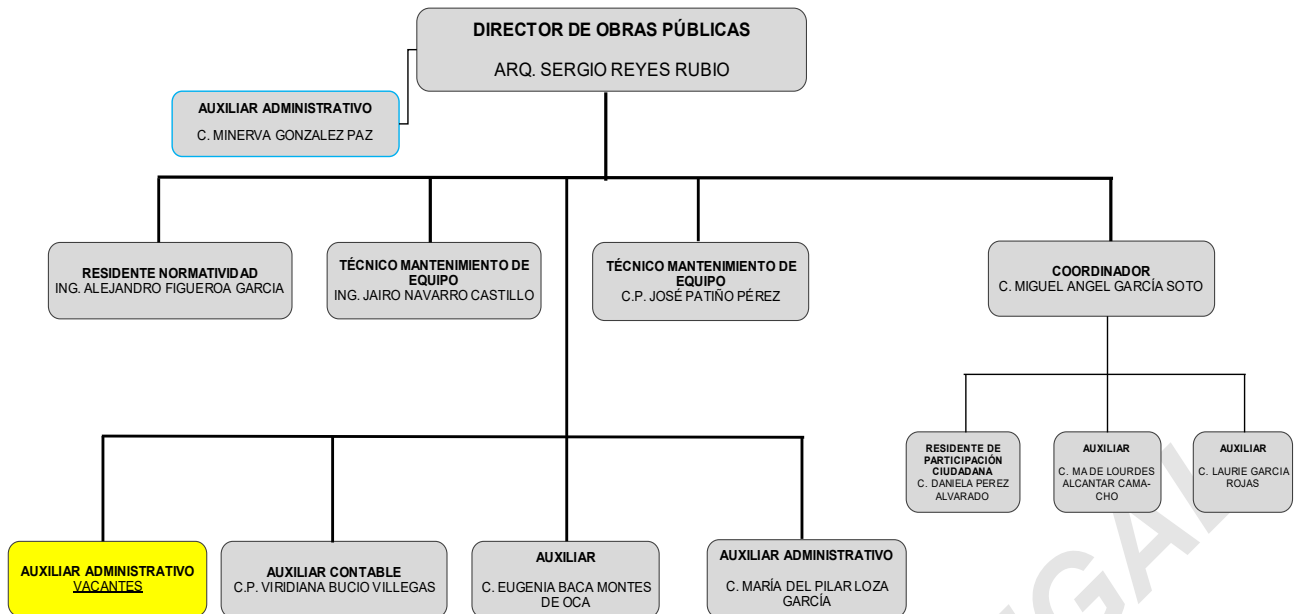 DIRECTOR DE OBRAS PÚBLICAS
ARQ. SERGIO REYES RUBIO
AUXILIAR ADMINISTRATIVO
C. MINERVA GONZALEZ PAZ
RESIDENTE NORMATIVIDAD
ING. ALEJANDRO FIGUEROA GARCIA
TÉCNICO MANTENIMIENTO DE
EQUIPO
ING. JAIRO NAVARRO CASTILLO
TÉCNICO MANTENIMIENTO DE
EQUIPO
C.P. JOSÉ PATIÑO PÉREZ
COORDINADOR
C. MIGUEL ANGEL GARCÍA SOTO
RESIDENTE DE
PARTICIPACIÓN
CIUDADANA
C. DANIELA PEREZ
ALVARADO
AUXILIAR
C. MA DE LOURDES
ALCANTAR CAMA-
CHO
AUXILIAR
C. LAURIE GARCIA
ROJAS
AUXILIAR ADMINISTRATIVO
VACANTES
AUXILIAR CONTABLE
C.P. VIRIDIANA BUCIO VILLEGAS
AUXILIAR
C. EUGENIA BACA MONTES
DE OCA
AUXILIAR ADMINISTRATIVO
C. MARÍA DEL PILAR LOZA
GARCÍA